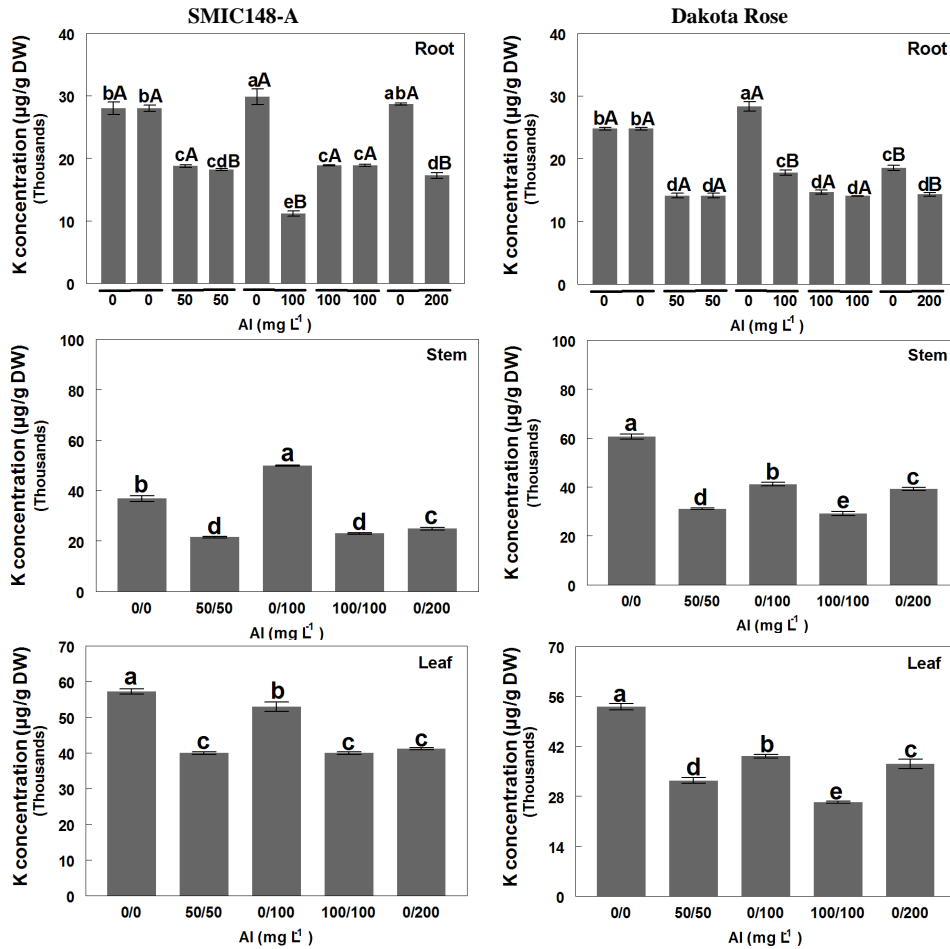 SMIC148-A
Dakota Rose
K concentration (µg/g DW)
(Thousands)
40
30
20
10
0
Root
bA bA cA cdB aA eB cA cA abA dB
0 0 50 50 0 100 100 100 0 200
Al (mg L-1)
K concentration (µg/g DW)
(Thousands)
40
30
20
10
0
Root
bA bA dA dA aA cB dA dA cB dB
0 0 50 50 0 100 100 100 0 200
Al (mg L-1)
K concentration (µg/g DW)
(Thousands)
100
80
60
40
20
0
Stem
b d a d c
0/0 50/50 0/100 100/100 0/200
Al (mg L-1)
K concentration (µg/g DW)
(Thousands)
100
80
60
40
20
0
Stem
a d b e c
0/0 50/50 0/100 100/100 0/200
Al (mg L-1)
K concentration (µg/g DW)
(Thousands)
70
60
50
40
30
20
10
0
Leaf
a c b c c
0/0 50/50 0/100 100/100 0/200
Al (mg L-1)
K concentration (µg/g DW)
(Thousands)
70
56
42
28
14
0
Leaf
a d b e c
0/0 50/50 0/100 100/100 0/200
Al (mg L-1)